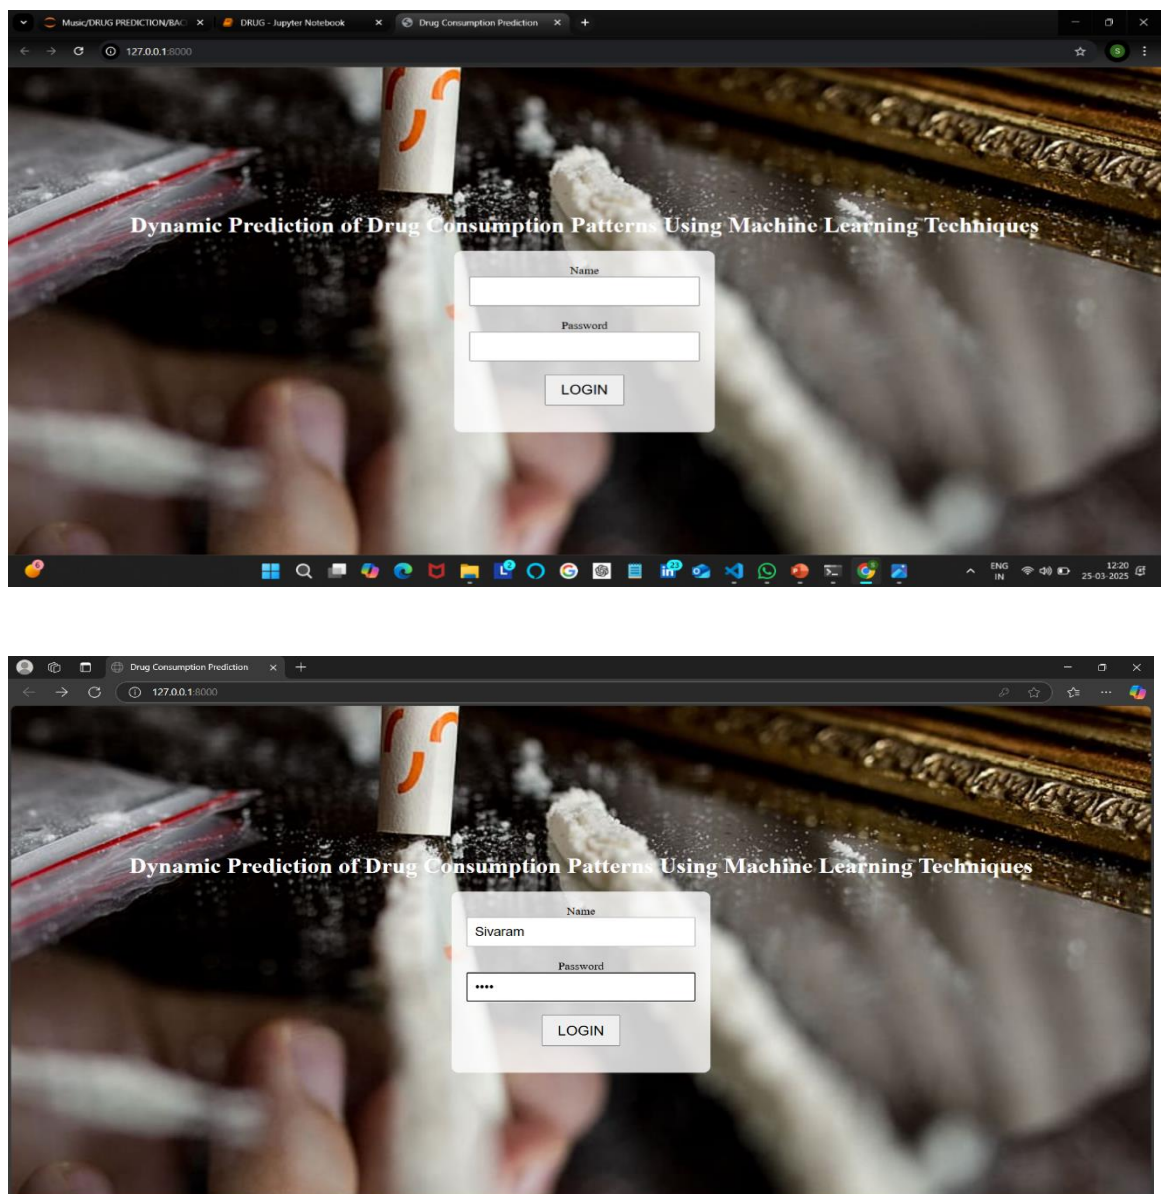 Music/DRUG PREDICTION/BAC
DRUG - Jupyter Notebook
Drug Consumption Prediction
127.0.0.1:8000
S
Dynamic Prediction of Drug Consumption Patterns Using Machine Learning Techniques
Name
Password
LOGIN
6
2
23
ENG
IN
12:20
25-03-2025
Drug Consumption Prediction
127.0.0.1:8000
Dynamic Prediction of Drug Consumption Patterns Using Machine Learning Techniques
Name
Sivaram
Password
••••
LOGIN